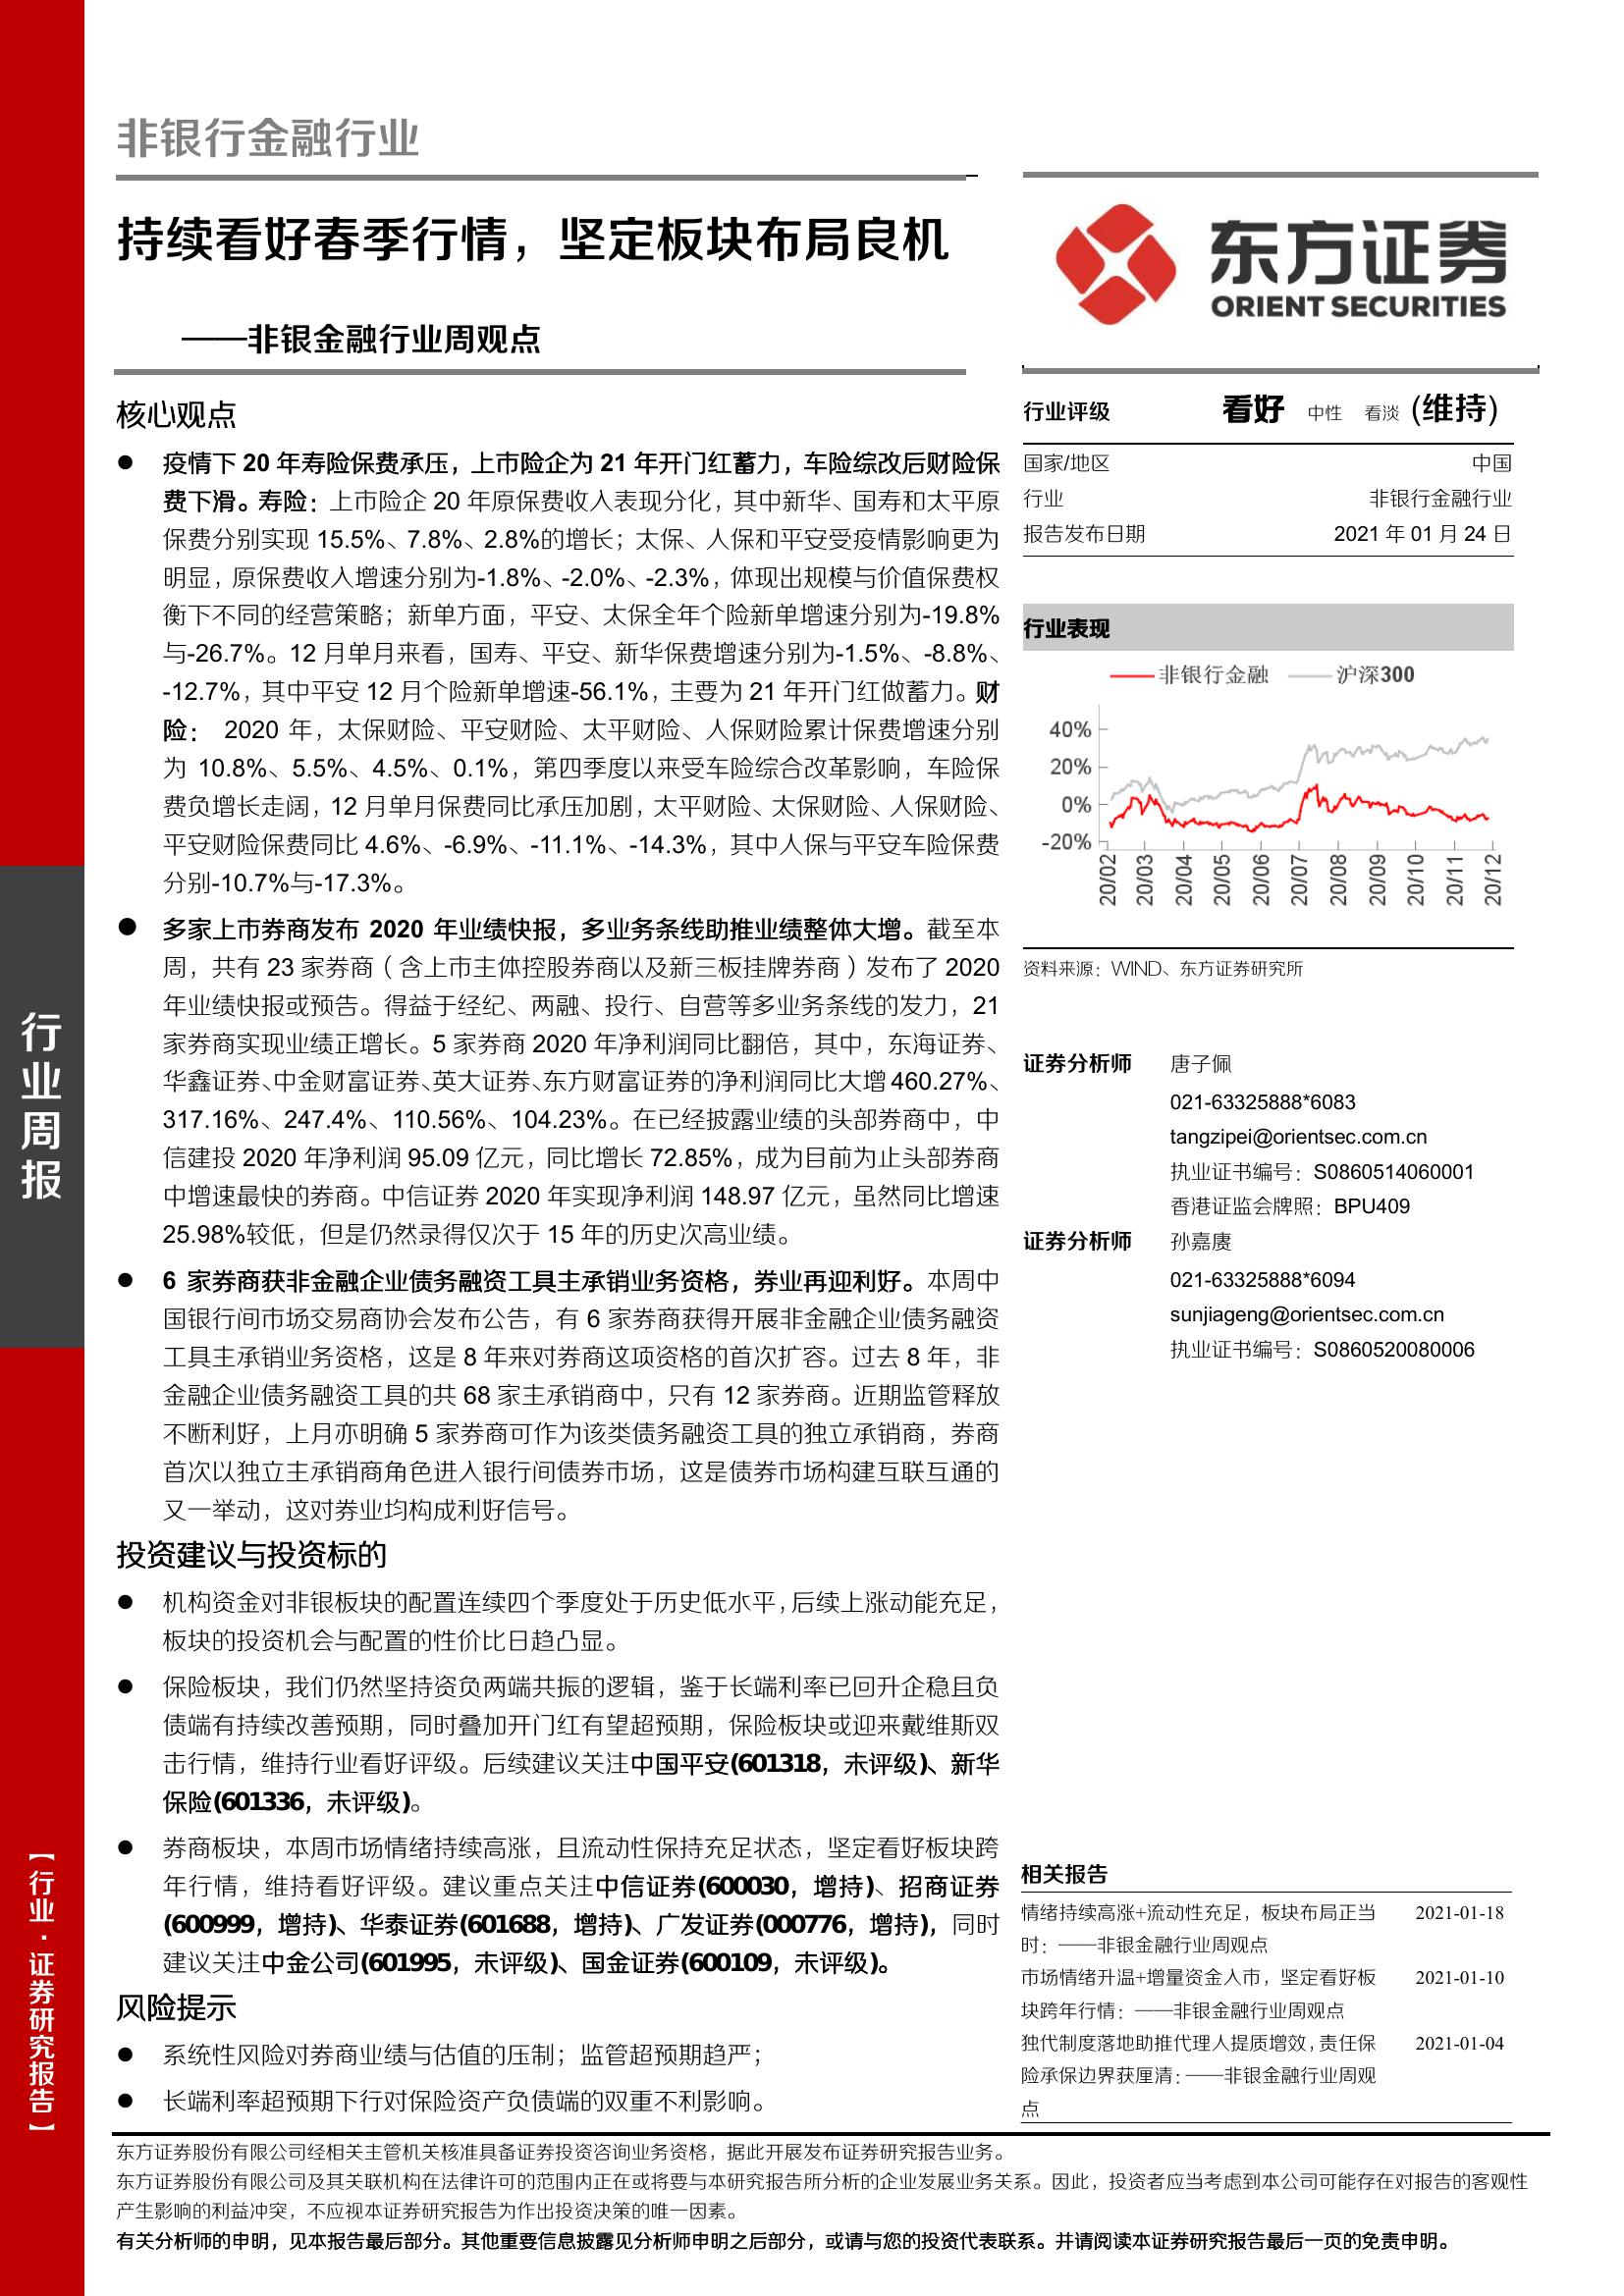 非银行金融行业
持续看好春季行情，坚定板块布局良机
——非银金融行业周观点
东方证券
ORIENT SECURITIES
核心观点
● 疫情下 20 年寿险保费承压，上市险企为 21 年开门红蓄力，车险综改后财险保
费下滑。寿险：上市险企 20 年原保费收入表现分化，其中新华、国寿和太平原
保费分别实现 15.5%、7.8%、2.8%的增长；太保、人保和平安受疫情影响更为
明显，原保费收入增速分别为-1.8%、-2.0%、-2.3%，体现出规模与价值保费权
衡下不同的经营策略；新单方面，平安、太保全年个险新单增速分别为-19.8%
与-26.7%。12 月单月来看，国寿、平安、新华保费增速分别为-1.5%、-8.8%、
-12.7%，其中平安 12 月个险新单增速-56.1%，主要为 21 年开门红做蓄力。财
险： 2020 年，太保财险、平安财险、太平财险、人保财险累计保费增速分别
为 10.8%、5.5%、4.5%、0.1%，第四季度以来受车险综合改革影响，车险保
费负增长走阔，12 月单月保费同比承压加剧，太平财险、太保财险、人保财险、
平安财险保费同比 4.6%、-6.9%、-11.1%、-14.3%，其中人保与平安车险保费
分别-10.7%与-17.3%。
● 多家上市券商发布 2020 年业绩快报，多业务条线助推业绩整体大增。截至本
周，共有 23 家券商（含上市主体控股券商以及新三板挂牌券商）发布了 2020
年业绩快报或预告。得益于经纪、两融、投行、自营等多业务条线的发力，21
家券商实现业绩正增长。5 家券商 2020 年净利润同比翻倍，其中，东海证券、
华鑫证券、中金财富证券、英大证券、东方财富证券的净利润同比大增 460.27%、
317.16%、247.4%、110.56%、104.23%。在已经披露业绩的头部券商中，中
信建投 2020 年净利润 95.09 亿元，同比增长 72.85%，成为目前为止头部券商
中增速最快的券商。中信证券 2020 年实现净利润 148.97 亿元，虽然同比增速
25.98%较低，但是仍然录得仅次于 15 年的历史次高业绩。
● 6 家券商获非金融企业债务融资工具主承销业务资格，券业再迎利好。本周中
国银行间市场交易商协会发布公告，有 6 家券商获得开展非金融企业债务融资
工具主承销业务资格，这是 8 年来对券商这项资格的首次扩容。过去 8 年，非
金融企业债务融资工具的共 68 家主承销商中，只有 12 家券商。近期监管释放
不断利好，上月亦明确 5 家券商可作为该类债务融资工具的独立承销商，券商
首次以独立主承销商角色进入银行间债券市场，这是债券市场构建互联互通的
又一举动，这对券业均构成利好信号。
投资建议与投资标的
● 机构资金对非银板块的配置连续四个季度处于历史低水平，后续上涨动能充足，
板块的投资机会与配置的性价比日趋凸显。
● 保险板块，我们仍然坚持资负两端共振的逻辑，鉴于长端利率已回升企稳且负
债端有持续改善预期，同时叠加开门红有望超预期，保险板块或迎来戴维斯双
击行情，维持行业看好评级。后续建议关注中国平安(601318，未评级)、新华
保险(601336，未评级)。
● 券商板块，本周市场情绪持续高涨，且流动性保持充足状态，坚定看好板块跨
年行情，维持看好评级。建议重点关注中信证券(600030，增持)、招商证券
(600999，增持)、华泰证券(601688，增持)、广发证券(000776，增持)，同时
建议关注中金公司(601995，未评级)、国金证券(600109，未评级)。
风险提示
● 系统性风险对券商业绩与估值的压制；监管超预期趋严；
● 长端利率超预期下行对保险资产负债端的双重不利影响。
行业评级 看好 中性 看淡 (维持)
国家/地区 中国
行业 非银行金融行业
报告发布日期 2021 年 01 月 24 日
行业表现
非银行金融 沪深300
40%
20%
0%
-20%
20/02 20/03 20/04 20/05 20/06 20/07 20/08 20/09 20/10 20/11 20/12
资料来源：WIND、东方证券研究所
证券分析师 唐子佩
021-63325888*6083
tangzipei@orientsec.com.cn
执业证书编号：S0860514060001
香港证监会牌照：BPU409
证券分析师 孙嘉赓
021-63325888*6094
sunjiageng@orientsec.com.cn
执业证书编号：S0860520080006
相关报告
情绪持续高涨+流动性充足，板块布局正当 2021-01-18
时：——非银金融行业周观点
市场情绪升温+增量资金入市，坚定看好板 2021-01-10
块跨年行情：——非银金融行业周观点
独代制度落地助推代理人提质增效，责任保 2021-01-04
险承保边界获厘清：——非银金融行业周观
点
行业周报
【行业·证券研究报告】
东方证券股份有限公司经相关主管机关核准具备证券投资咨询业务资格，据此开展发布证券研究报告业务。
东方证券股份有限公司及其关联机构在法律许可的范围内正在或将要与本研究报告所分析的企业发展业务关系。因此，投资者应当考虑到本公司可能存在对报告的客观性
产生影响的利益冲突，不应视本证券研究报告为作出投资决策的唯一因素。
有关分析师的申明，见本报告最后部分。其他重要信息披露见分析师申明之后部分，或请与您的投资代表联系。并请阅读本证券研究报告最后一页的免责申明。